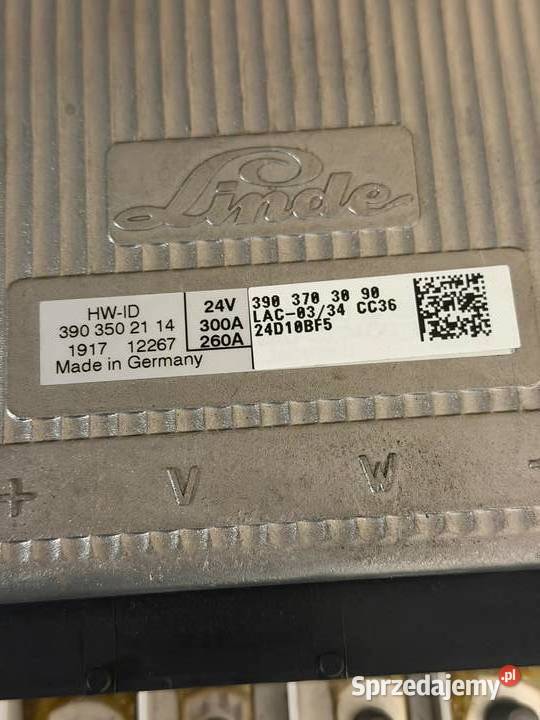 Linde
HW-ID
390 350 21 14
1917 12267
Made in Germany
24V
300A
260A
390 370 30 90
LAC-03/34 CC36
24D10BF5
+ V W -
Sprzedajemy.pl